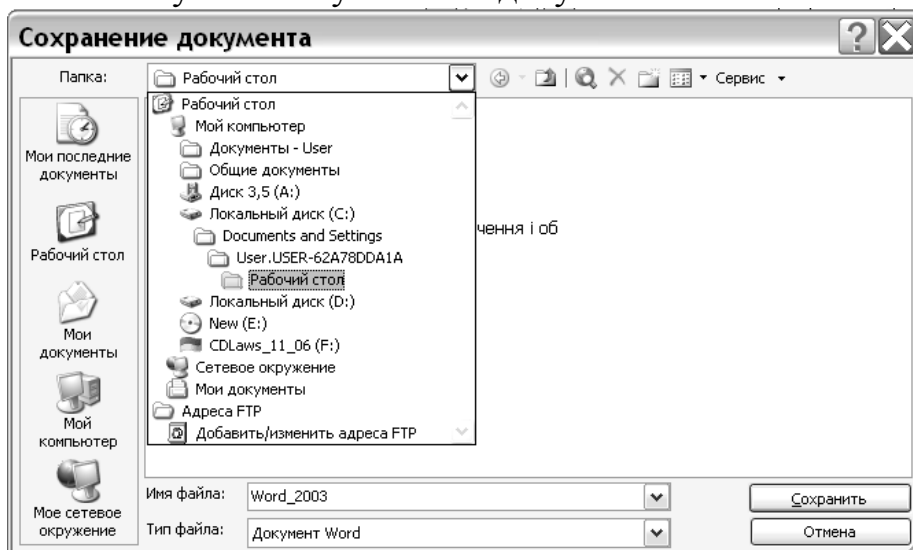 Сохранение документа
Папка:
Рабочий стол
Сервис
Рабочий стол
Мой компьютер
Документы - User
Общие документы
Диск 3,5 (A:)
Локальный диск (C:)
Documents and Settings
User.USER-62A78DDA1A
Рабочий стол
Локальный диск (D:)
New (E:)
CDLaws_11_06 (F:)
Сетевое окружение
Мои документы
Адреса FTP
Добавить/изменить адреса FTP
чення і об
Мои последние
документы
Рабочий стол
Мои
документы
Мой
компьютер
Мое сетевое
окружение
Имя файла:
Word_2003
Сохранить
Тип файла:
Документ Word
Отмена